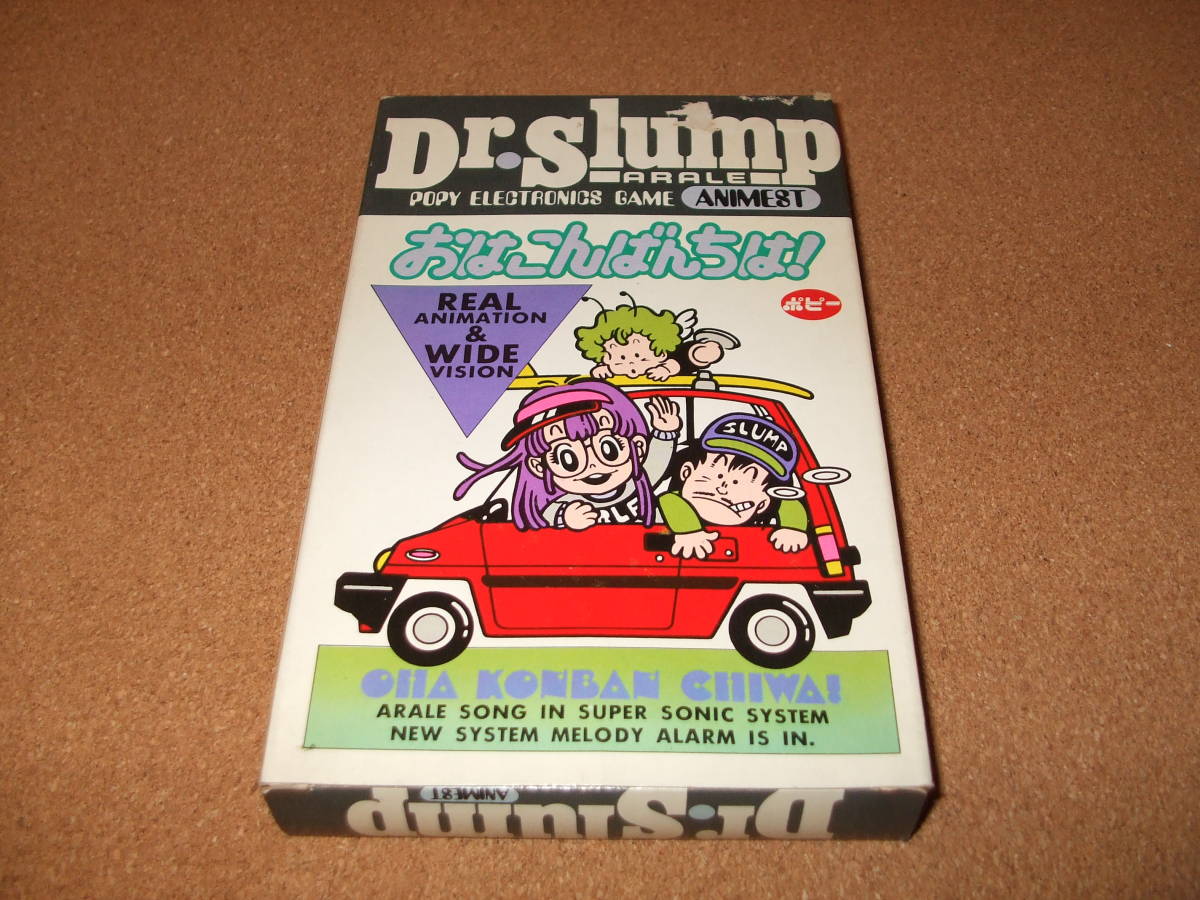 Dr. Slump
ARALE
POPY ELECTRONICS GAME ANIMEST
おはこんばんちは!
REAL
ANIMATION
&
WIDE
VISION
ポピー
SLUMP
OHA KONBAN CHIWA!
ARALE SONG IN SUPER SONIC SYSTEM
NEW SYSTEM MELODY ALARM IS IN.
Dr. Slump
ANIMEST